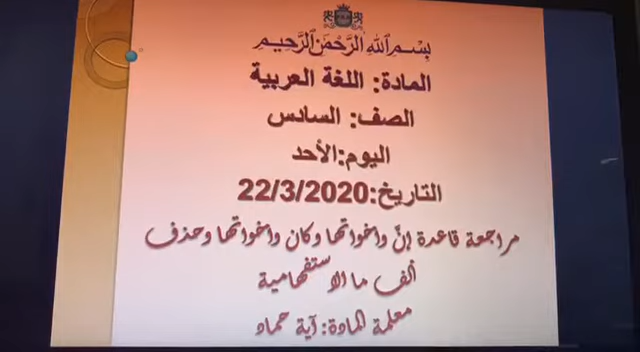 بسم الله الرحمن الرحيم
المادة: اللغة العربية
الصف: السادس
اليوم:الأحد
التاريخ:22/3/2020
مراجعة قاعدة إنّ واخواتها وكان واخواتها وحذف
ألف ما الاستفهامية
معلمة المادة: آية حماد